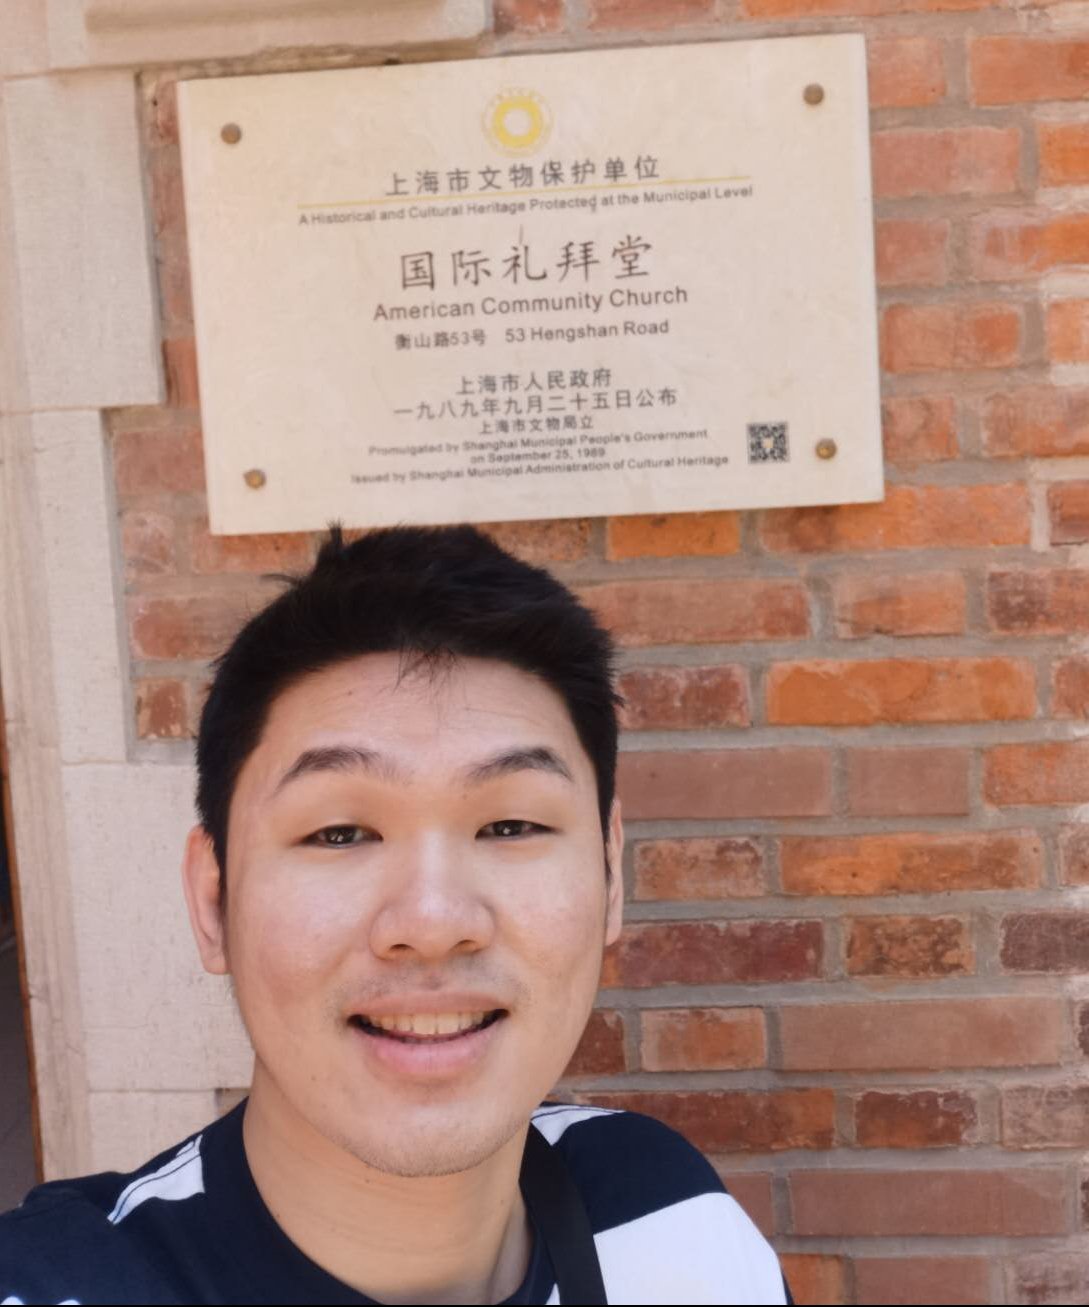 上海市文物保护单位
A Historical and Cultural Heritage Protected at the Municipal Level
国际礼拜堂
American Community Church
衡山路53号 53 Hengshan Road
上海市人民政府
一九八九年九月二十五日公布
上海市文物局立
Promulgated by Shanghai Municipal People's Government
on September 25, 1989
Issued by Shanghai Municipal Administration of Cultural Heritage